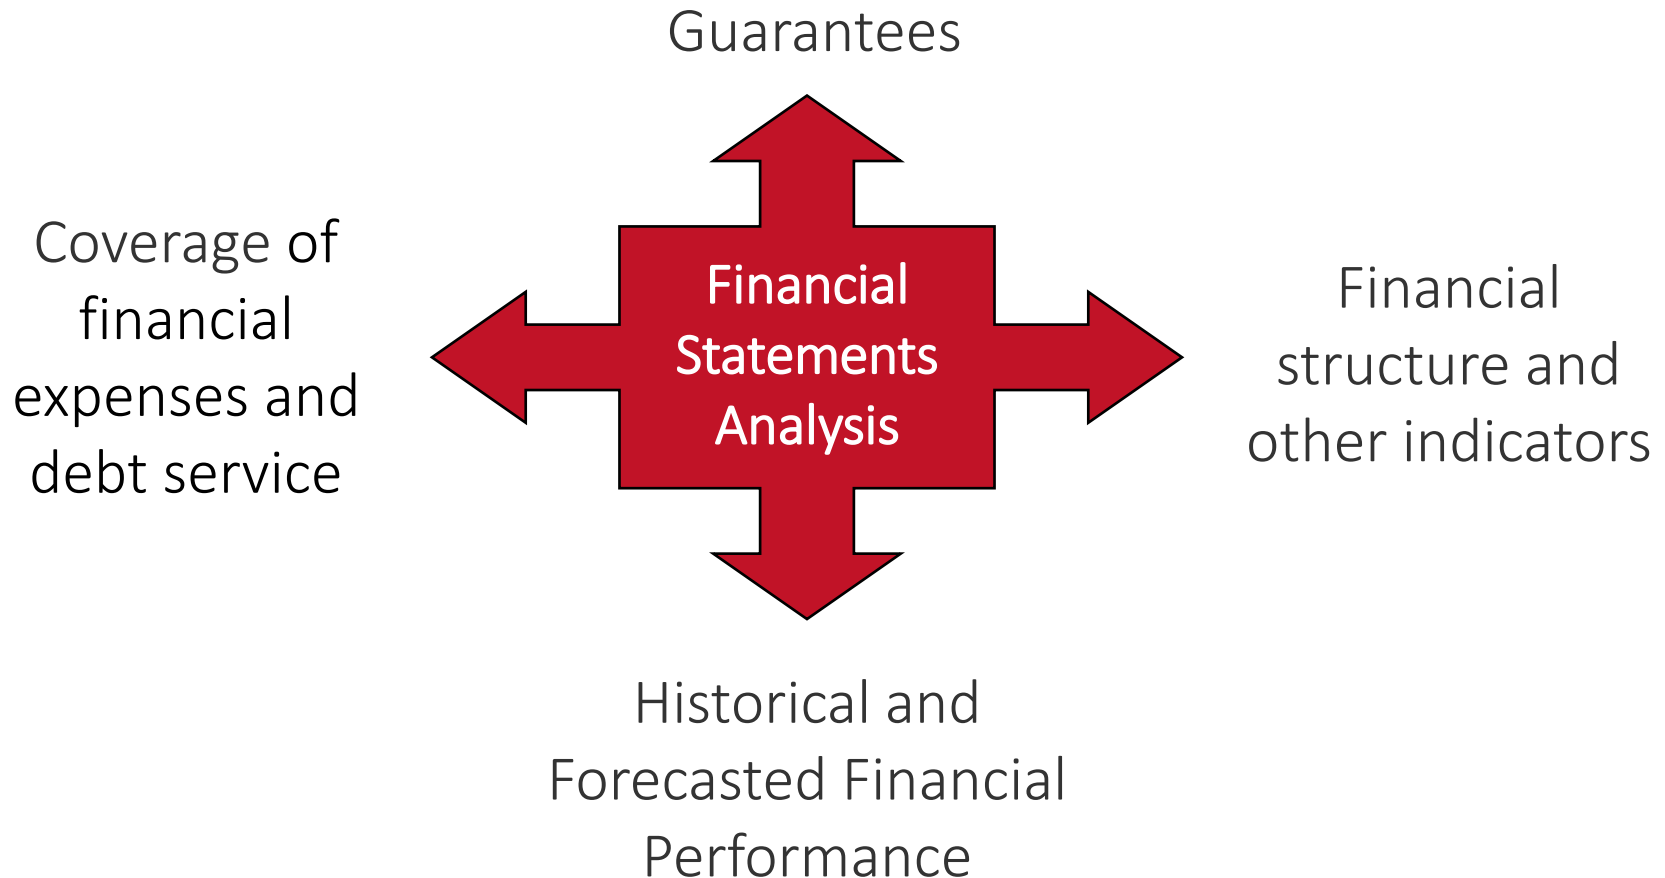 Guarantees
Coverage of
financial
expenses and
debt service
Financial
Statements
Analysis
Financial
structure and
other indicators
Historical and
Forecasted Financial
Performance